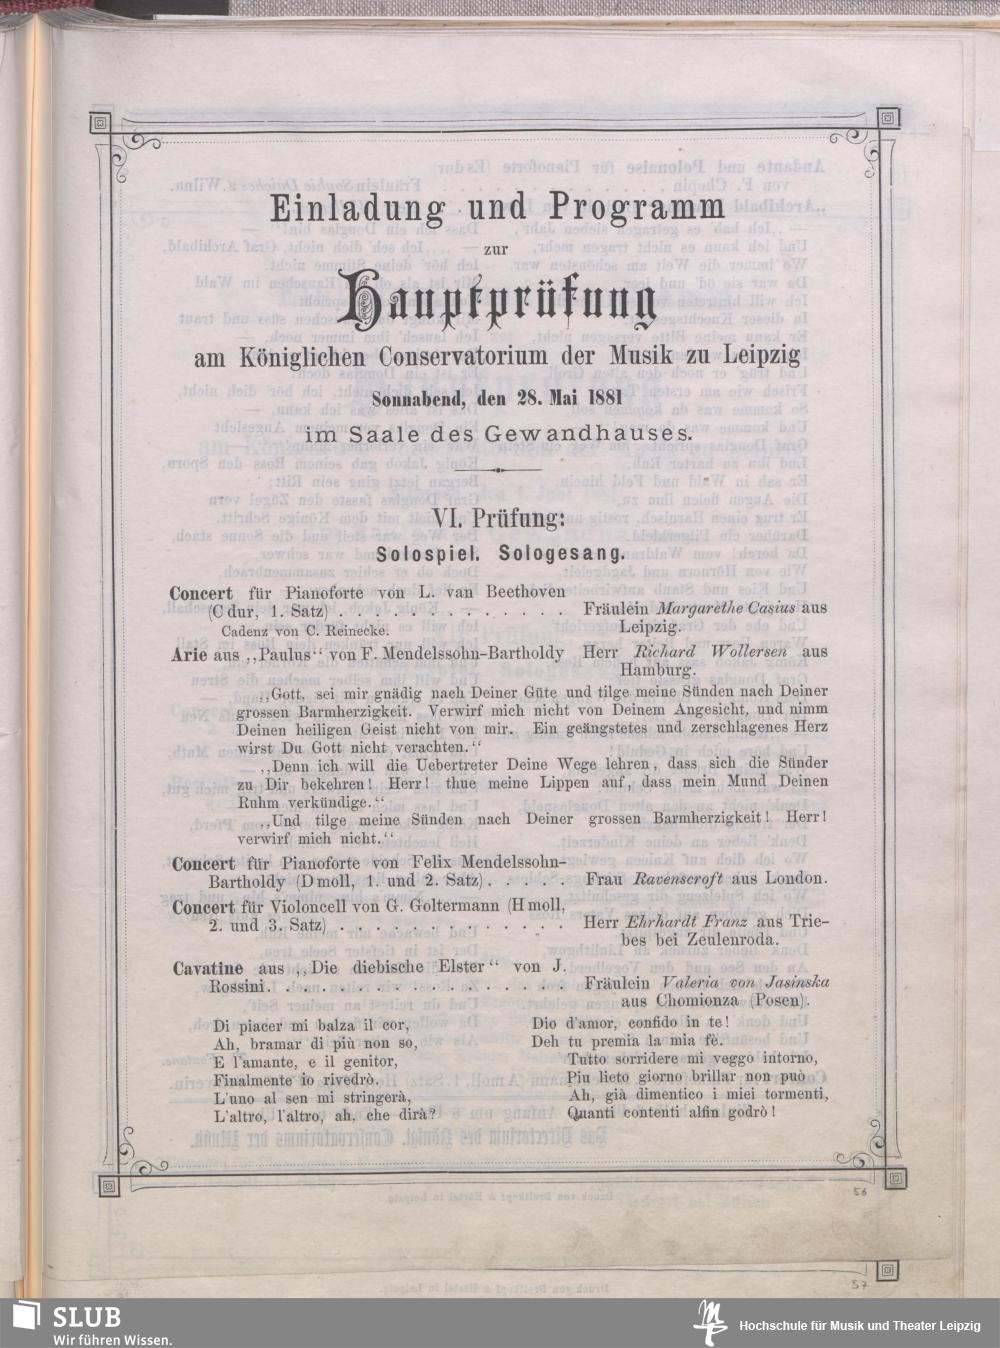 Einladung und Programm
zur
Hauptprüfung
am Königlichen Conservatorium der Musik zu Leipzig
Sonnabend, den 28. Mai 1881
im Saale des Gewandhauses.
VI. Prüfung:
Solospiel. Sologesang.
Concert für Pianoforte von L. van Beethoven
(C dur, 1. Satz) . . . . . . . . . . . . . Fräulein Margarethe Casius aus
Cadenz von C. Reinecke. Leipzig.
Arie aus „Paulus“ von F. Mendelssohn-Bartholdy Herr Richard Wollersen aus
Hamburg.
„Gott, sei mir gnädig nach Deiner Güte und tilge meine Sünden nach Deiner
grossen Barmherzigkeit. Verwirf mich nicht von Deinem Angesicht, und nimm
Deinen heiligen Geist nicht von mir. Ein geängstetes und zerschlagenes Herz
wirst Du Gott nicht verachten.“
„Denn ich will die Uebertreter Deine Wege lehren, dass sich die Sünder
zu Dir bekehren! Herr! thue meine Lippen auf, dass mein Mund Deinen
Ruhm verkündige.“
„Und tilge meine Sünden nach Deiner grossen Barmherzigkeit! Herr!
verwirf mich nicht.“
Concert für Pianoforte von Felix Mendelssohn-
Bartholdy (D moll, 1. und 2. Satz) . . . . . Frau Ravenscroft aus London.
Concert für Violoncell von G. Goltermann (H moll,
2. und 3. Satz) . . . . . . . . . . . . . Herr Ehrhardt Franz aus Trie-
bes bei Zeulenroda.
Cavatine aus „Die diebische Elster“ von J.
Rossini. . . . . . . . . . . . . . . . . Fräulein Valeria von Jasinska
aus Chomionza (Posen).
Di piacer mi balza il cor,
Ah, bramar di più non so,
E l'amante, e il genitor,
Finalmente io rivedrò.
L'uno al sen mi stringerà,
L'altro, l'altro, ah, che dirà?
Dio d'amor, confido in te!
Deh tu premia la mia fè.
Tutto sorridere mi veggo intorno,
Piu lieto giorno brillar non può
Ah, già dimentico i miei tormenti,
Quanti contenti alfin godrò!
56
57
SLUB
Wir führen Wissen.
Hochschule für Musik und Theater Leipzig